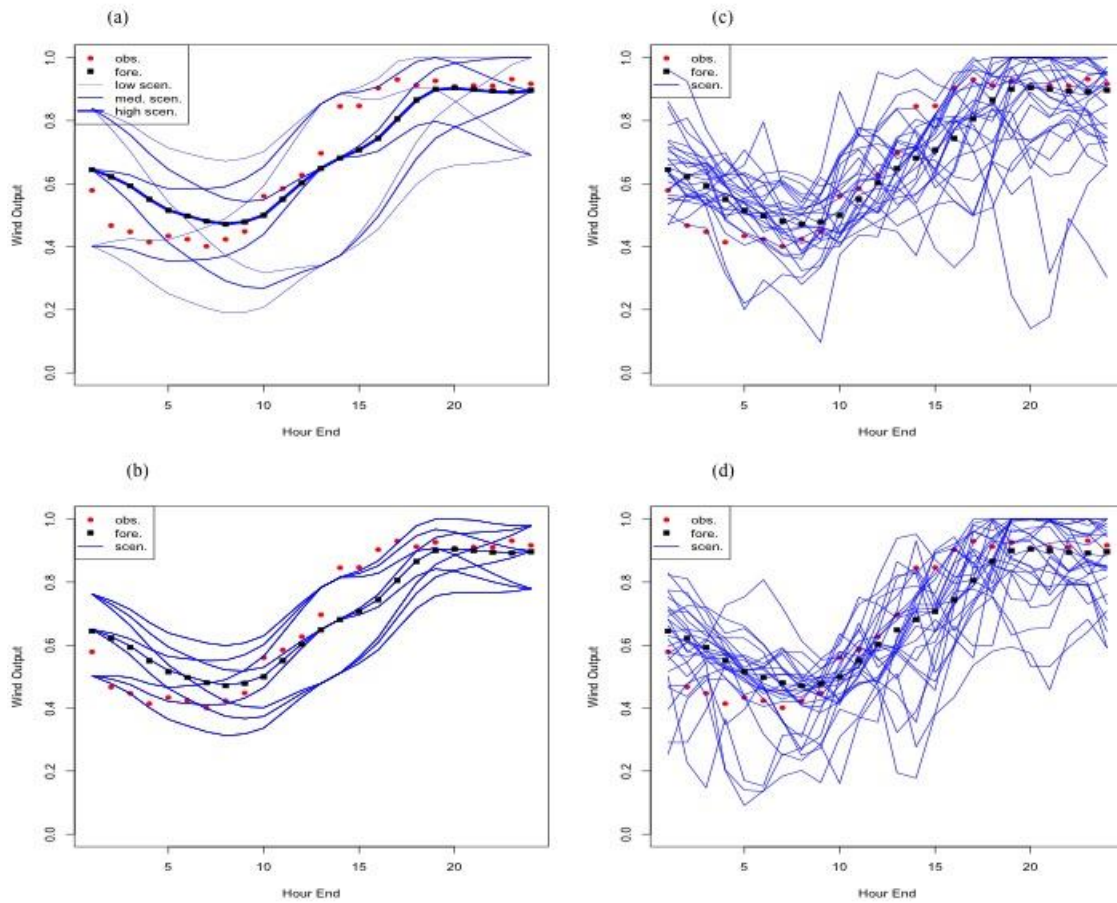 (a)
obs.
fore.
low scen.
med. scen.
high scen.
Wind Output
0.0
0.2
0.4
0.6
0.8
1.0
5
10
15
20
Hour End
(c)
obs.
fore.
scen.
Wind Output
0.0
0.2
0.4
0.6
0.8
1.0
5
10
15
20
Hour End
(b)
obs.
fore.
scen.
Wind Output
0.0
0.2
0.4
0.6
0.8
1.0
5
10
15
20
Hour End
(d)
obs.
fore.
scen.
Wind Output
0.0
0.2
0.4
0.6
0.8
1.0
5
10
15
20
Hour End